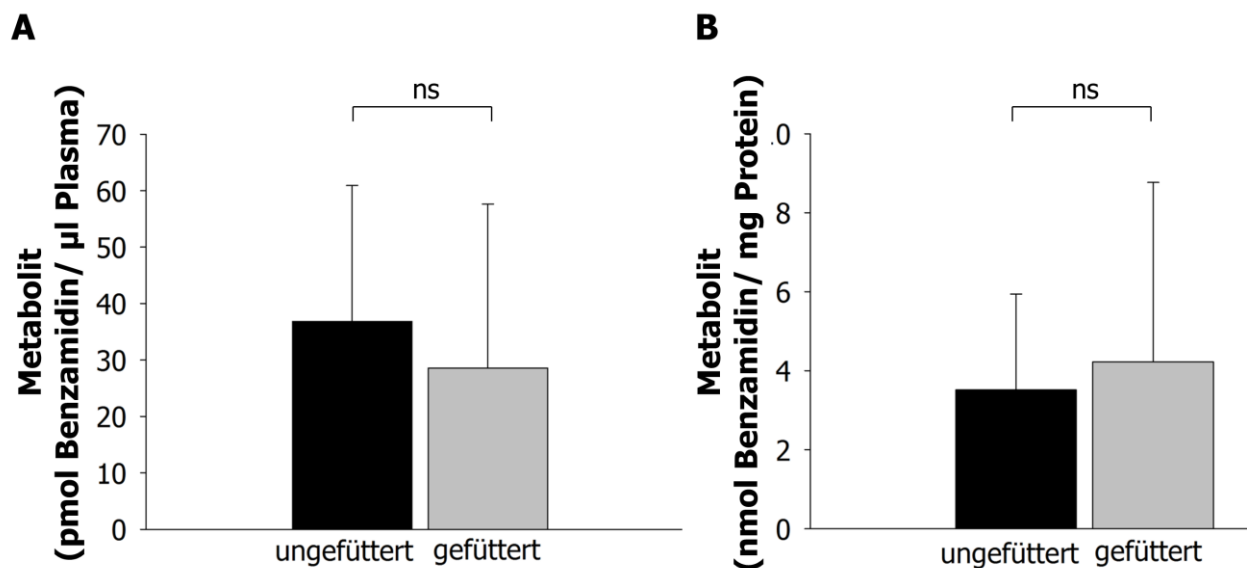 A
Metabolit
(pmol Benzamidin/ µl Plasma)
ns
70
60
50
40
30
20
10
0
ungefüttert gefüttert
B
Metabolit
(nmol Benzamidin/ mg Protein)
ns
.0
8
6
4
2
0
ungefüttert gefüttert